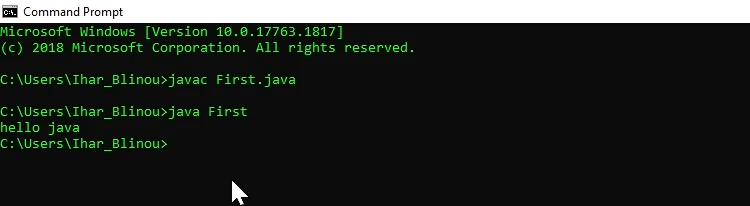 Command Prompt
Microsoft Windows [Version 10.0.17763.1817]
(c) 2018 Microsoft Corporation. All rights reserved.
C:\Users\Ihar_Blinou>javac First.java
C:\Users\Ihar_Blinou>java First
hello java
C:\Users\Ihar_Blinou>